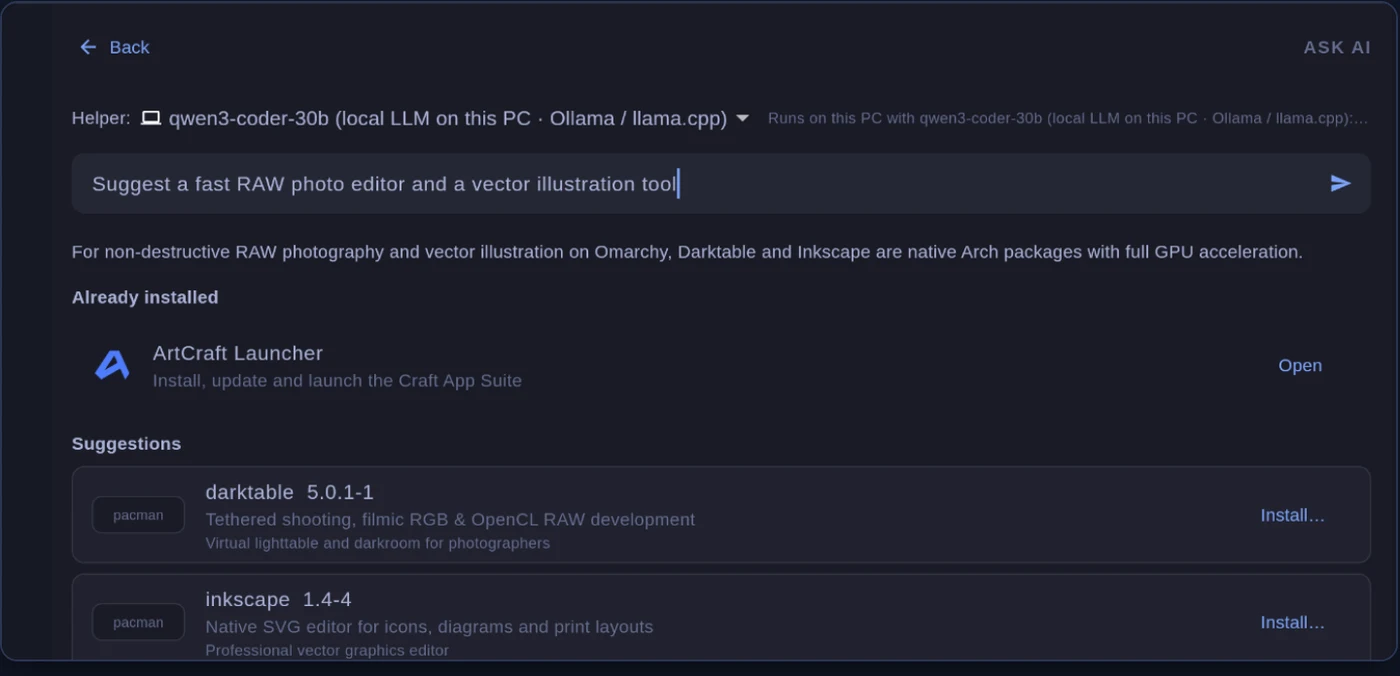 Back
ASK AI
Helper: qwen3-coder-30b (local LLM on this PC · Ollama / llama.cpp)
Runs on this PC with qwen3-coder-30b (local LLM on this PC · Ollama / llama.cpp):…
Suggest a fast RAW photo editor and a vector illustration tool
For non-destructive RAW photography and vector illustration on Omarchy, Darktable and Inkscape are native Arch packages with full GPU acceleration.
Already installed
ArtCraft Launcher
Install, update and launch the Craft App Suite
Open
Suggestions
pacman
darktable 5.0.1-1
Tethered shooting, filmic RGB & OpenCL RAW development
Virtual lighttable and darkroom for photographers
Install…
pacman
inkscape 1.4-4
Native SVG editor for icons, diagrams and print layouts
Professional vector graphics editor
Install…